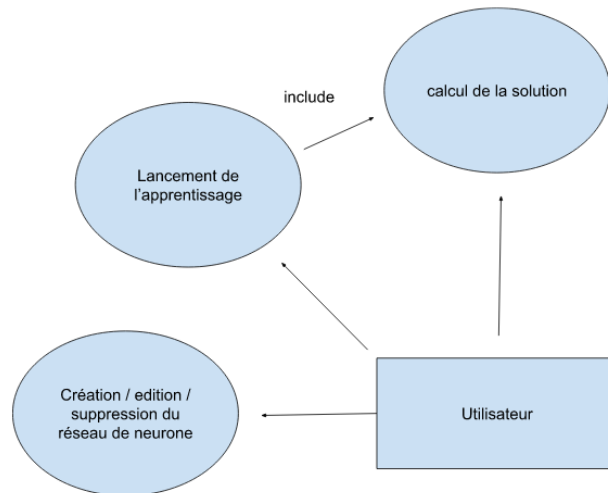 calcul de la solution
include
Lancement de
l'apprentissage
Création / edition /
suppression du
réseau de neurone
Utilisateur